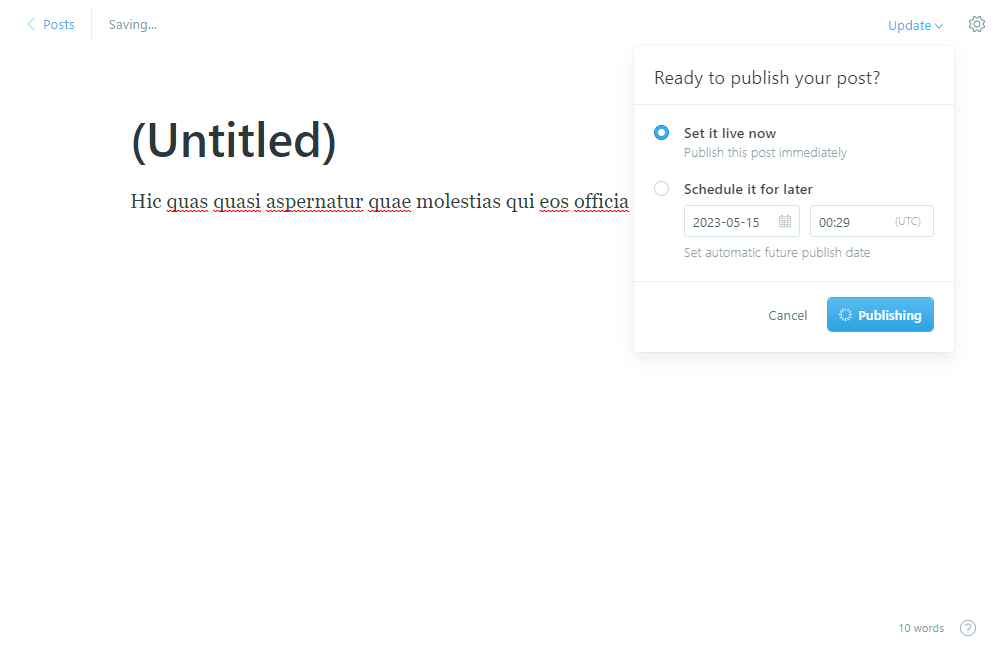 Posts
Saving...
Update
Ready to publish your post?
(Untitled)
Set it live now
Publish this post immediately
Schedule it for later
Hic quas quasi aspernatur quae molestias qui eos officia
2023-05-15
00:29
(UTC)
Set automatic future publish date
Cancel
Publishing
10 words
?